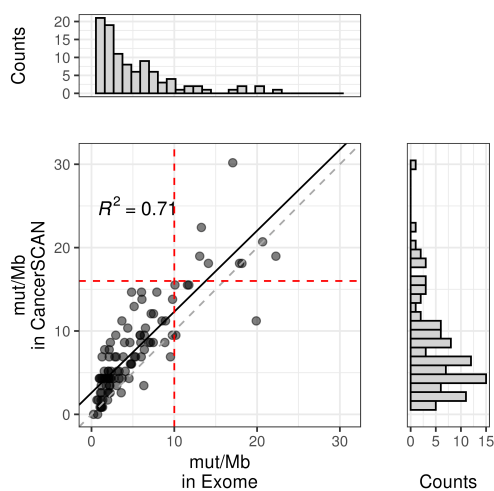 20
15
10
5
0
Counts
30
20
10
0
mut/Mb
in CancerSCAN
R² = 0.71
0 10 20 30
mut/Mb
in Exome
0 5 10 15
Counts